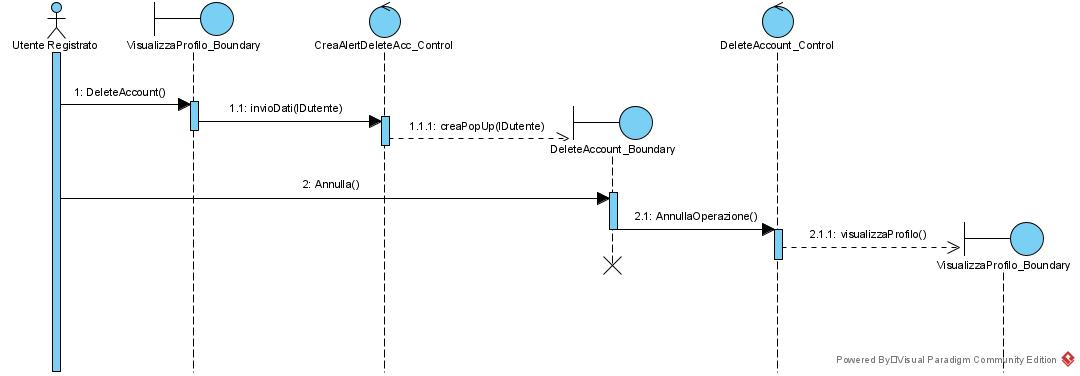 Utente Registrato
VisualizzaProfilo_Boundary
CreaAlertDeleteAcc_Control
DeleteAccount_Control
1: DeleteAccount()
1.1: invioDati(IDutente)
1.1.1: creaPopUp(IDutente)
DeleteAccount_Boundary
2: Annulla()
2.1: AnnullaOperazione()
2.1.1: visualizzaProfilo()
VisualizzaProfilo_Boundary
Powered By□Visual Paradigm Community Edition